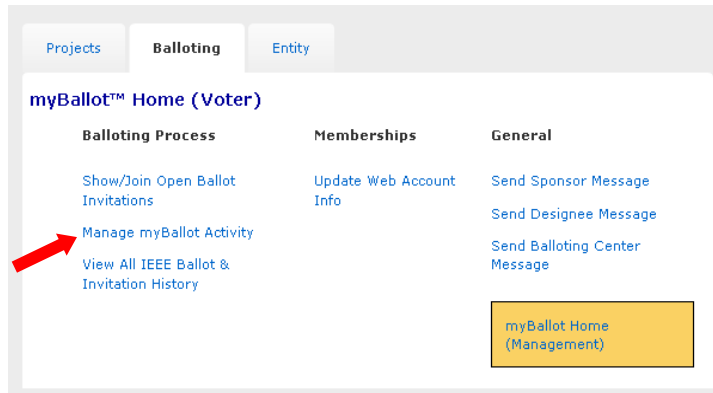 Projects
Balloting
Entity
myBallot™ Home (Voter)
Balloting Process
Show/Join Open Ballot
Invitations
Manage myBallot Activity
View All IEEE Ballot &
Invitation History
Memberships
Update Web Account
Info
General
Send Sponsor Message
Send Designee Message
Send Balloting Center
Message
myBallot Home
(Management)